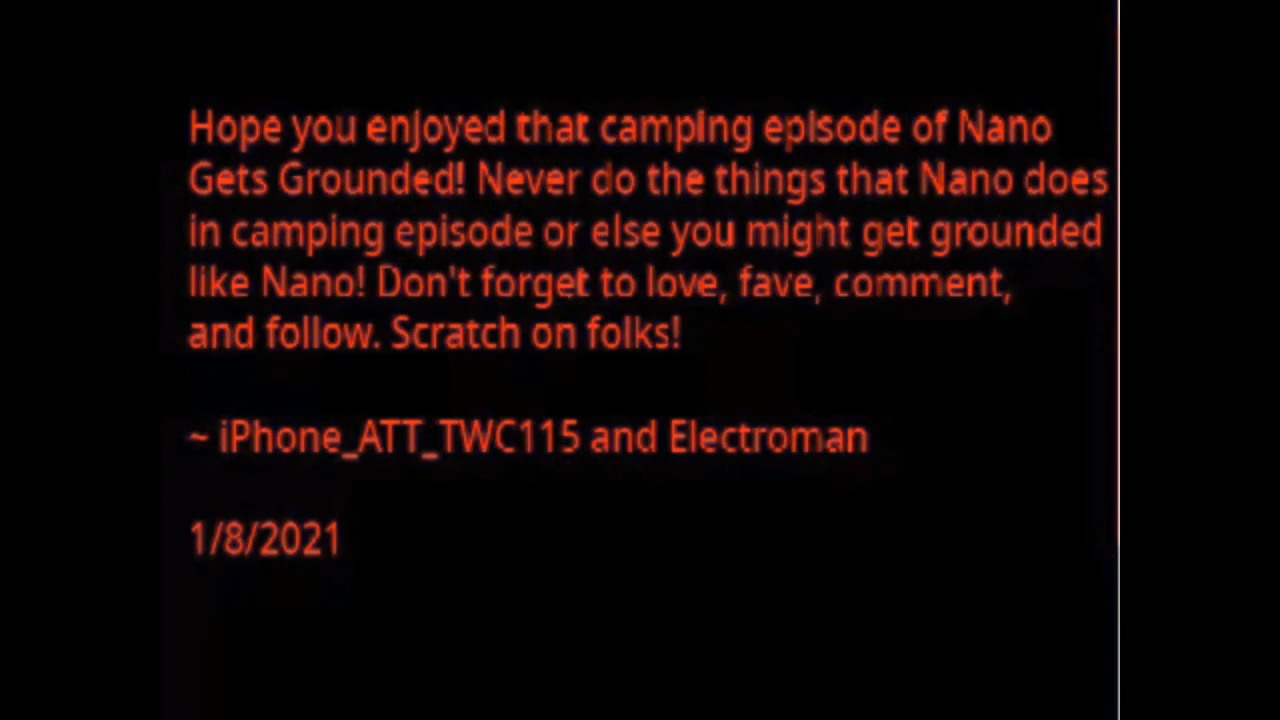 Hope you enjoyed that camping episode of Nano
Gets Grounded! Never do the things that Nano does
in camping episode or else you might get grounded
like Nano! Don't forget to love, fave, comment,
and follow. Scratch on folks!
~ iPhone_ATT_TWC115 and Electroman
1/8/2021